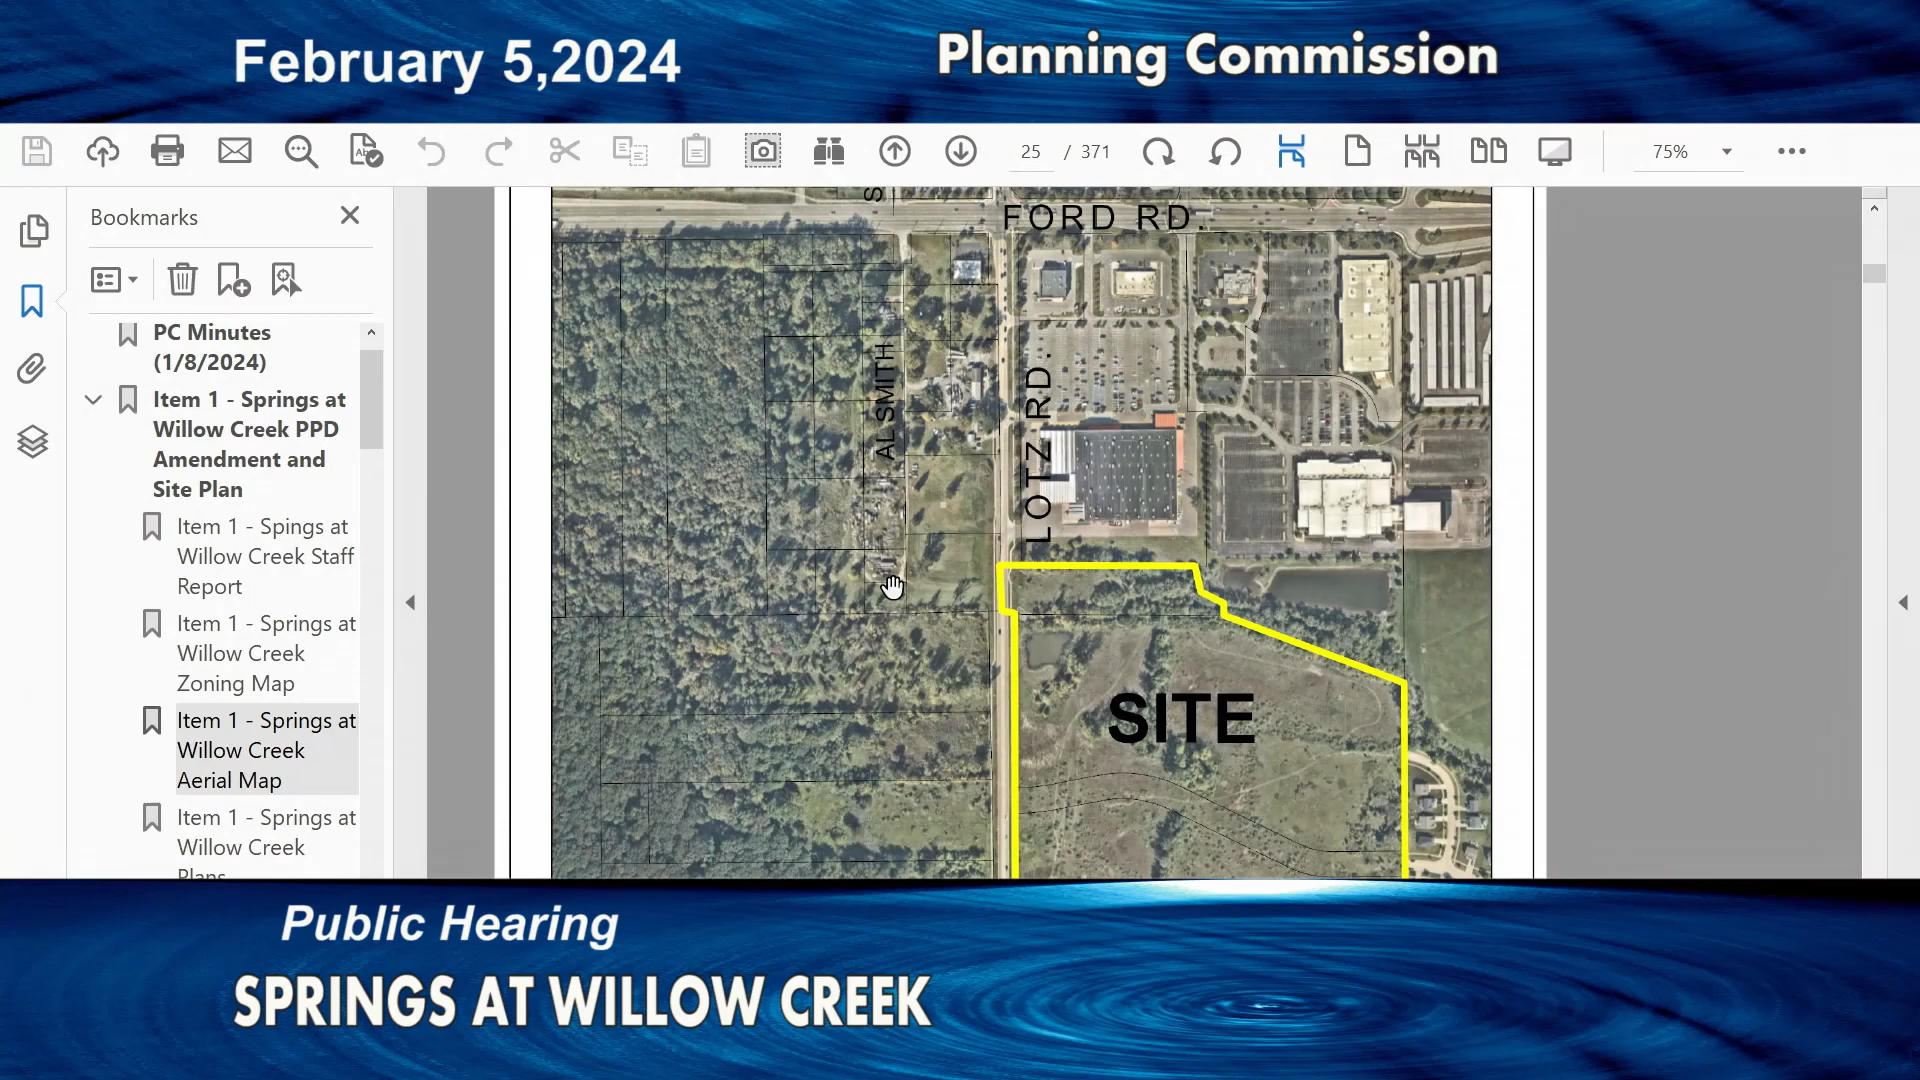 February 5,2024
Planning Commission
25 / 371
75%
Bookmarks
PC Minutes
(1/8/2024)
Item 1 - Springs at
Willow Creek PPD
Amendment and
Site Plan
Item 1 - Spings at
Willow Creek Staff
Report
Item 1 - Springs at
Willow Creek
Zoning Map
Item 1 - Springs at
Willow Creek
Aerial Map
Item 1 - Springs at
Willow Creek
Plans
S
FORD RD.
ALSMITH
LOTZ RD.
SITE
Public Hearing
SPRINGS AT WILLOW CREEK